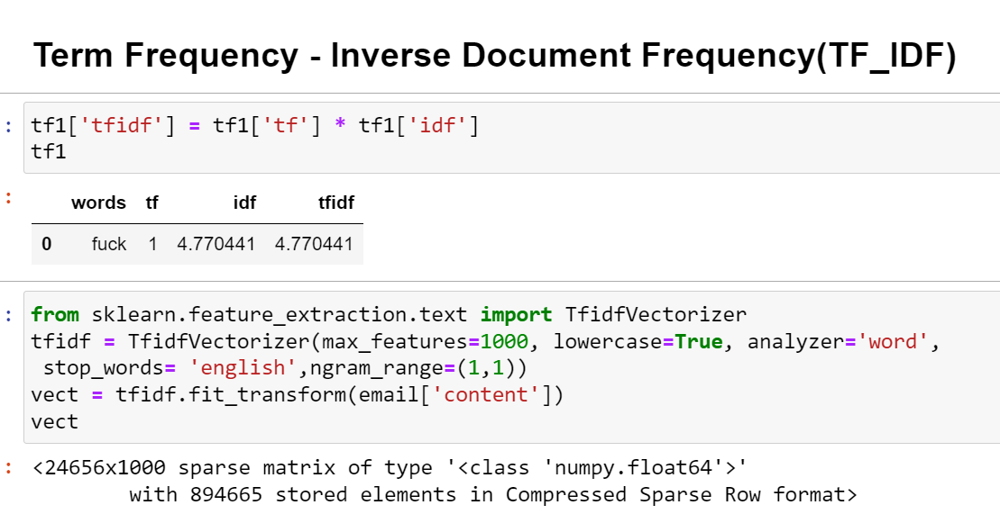 Term Frequency - Inverse Document Frequency(TF_IDF)
: tf1['tfidf'] = tf1['tf'] * tf1['idf']
tf1
: words tf idf tfidf
0 fuck 1 4.770441 4.770441
: from sklearn.feature_extraction.text import TfidfVectorizer
tfidf = TfidfVectorizer(max_features=1000, lowercase=True, analyzer='word',
 stop_words= 'english',ngram_range=(1,1))
vect = tfidf.fit_transform(email['content'])
vect
: <24656x1000 sparse matrix of type '<class 'numpy.float64'>'
        with 894665 stored elements in Compressed Sparse Row format>